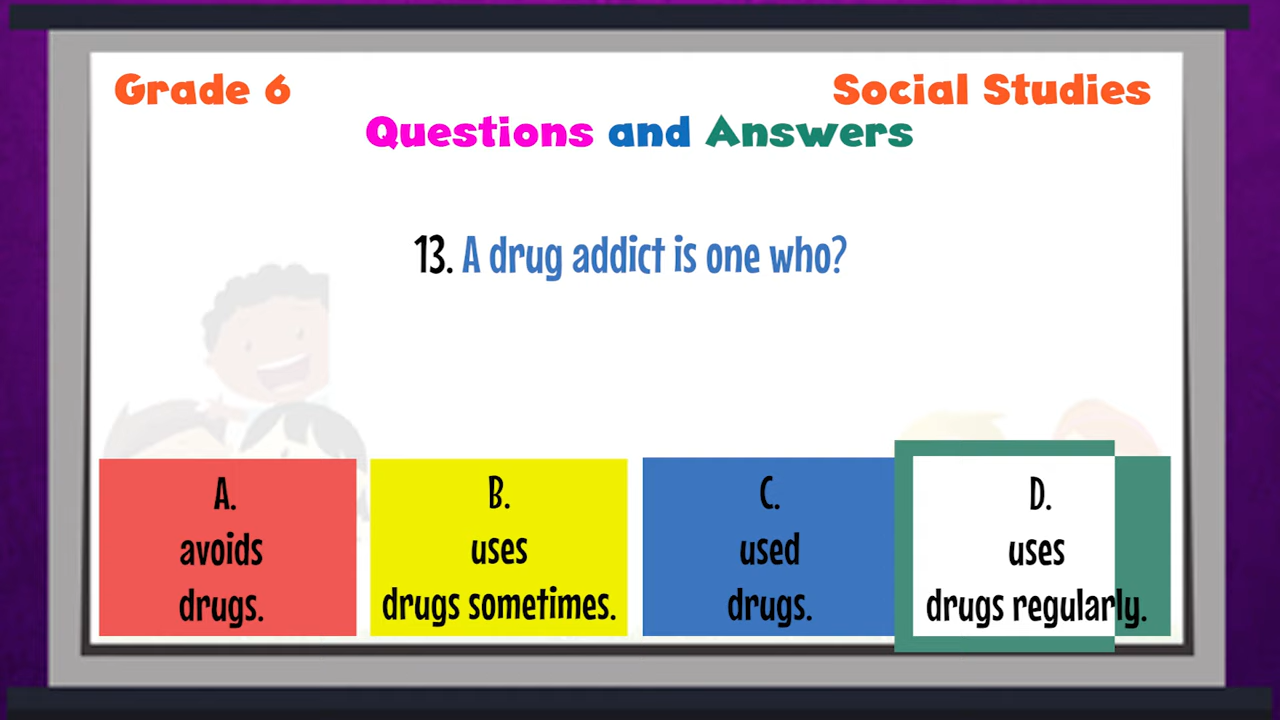 Grade 6
Social Studies
Questions and Answers
13. A drug addict is one who?
A.
avoids
drugs.
B.
uses
drugs sometimes.
C.
used
drugs.
D.
uses
drugs regularly.